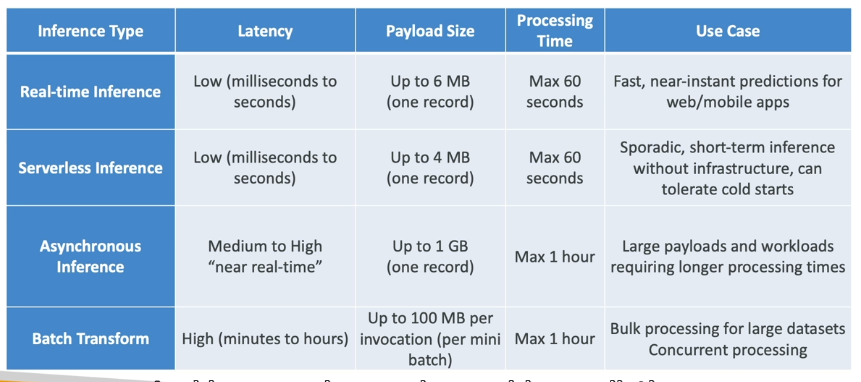 Inference Type
Latency
Payload Size
Processing
Time
Use Case
Real-time Inference
Low (milliseconds to
seconds)
Up to 6 MB
(one record)
Max 60
seconds
Fast, near-instant predictions for
web/mobile apps
Serverless Inference
Low (milliseconds to
seconds)
Up to 4 MB
(one record)
Max 60
seconds
Sporadic, short-term inference
without infrastructure, can
tolerate cold starts
Asynchronous
Inference
Medium to High
“near real-time”
Up to 1 GB
(one record)
Max 1 hour
Large payloads and workloads
requiring longer processing times
Batch Transform
High (minutes to hours)
Up to 100 MB per
invocation (per mini
batch)
Max 1 hour
Bulk processing for large datasets
Concurrent processing